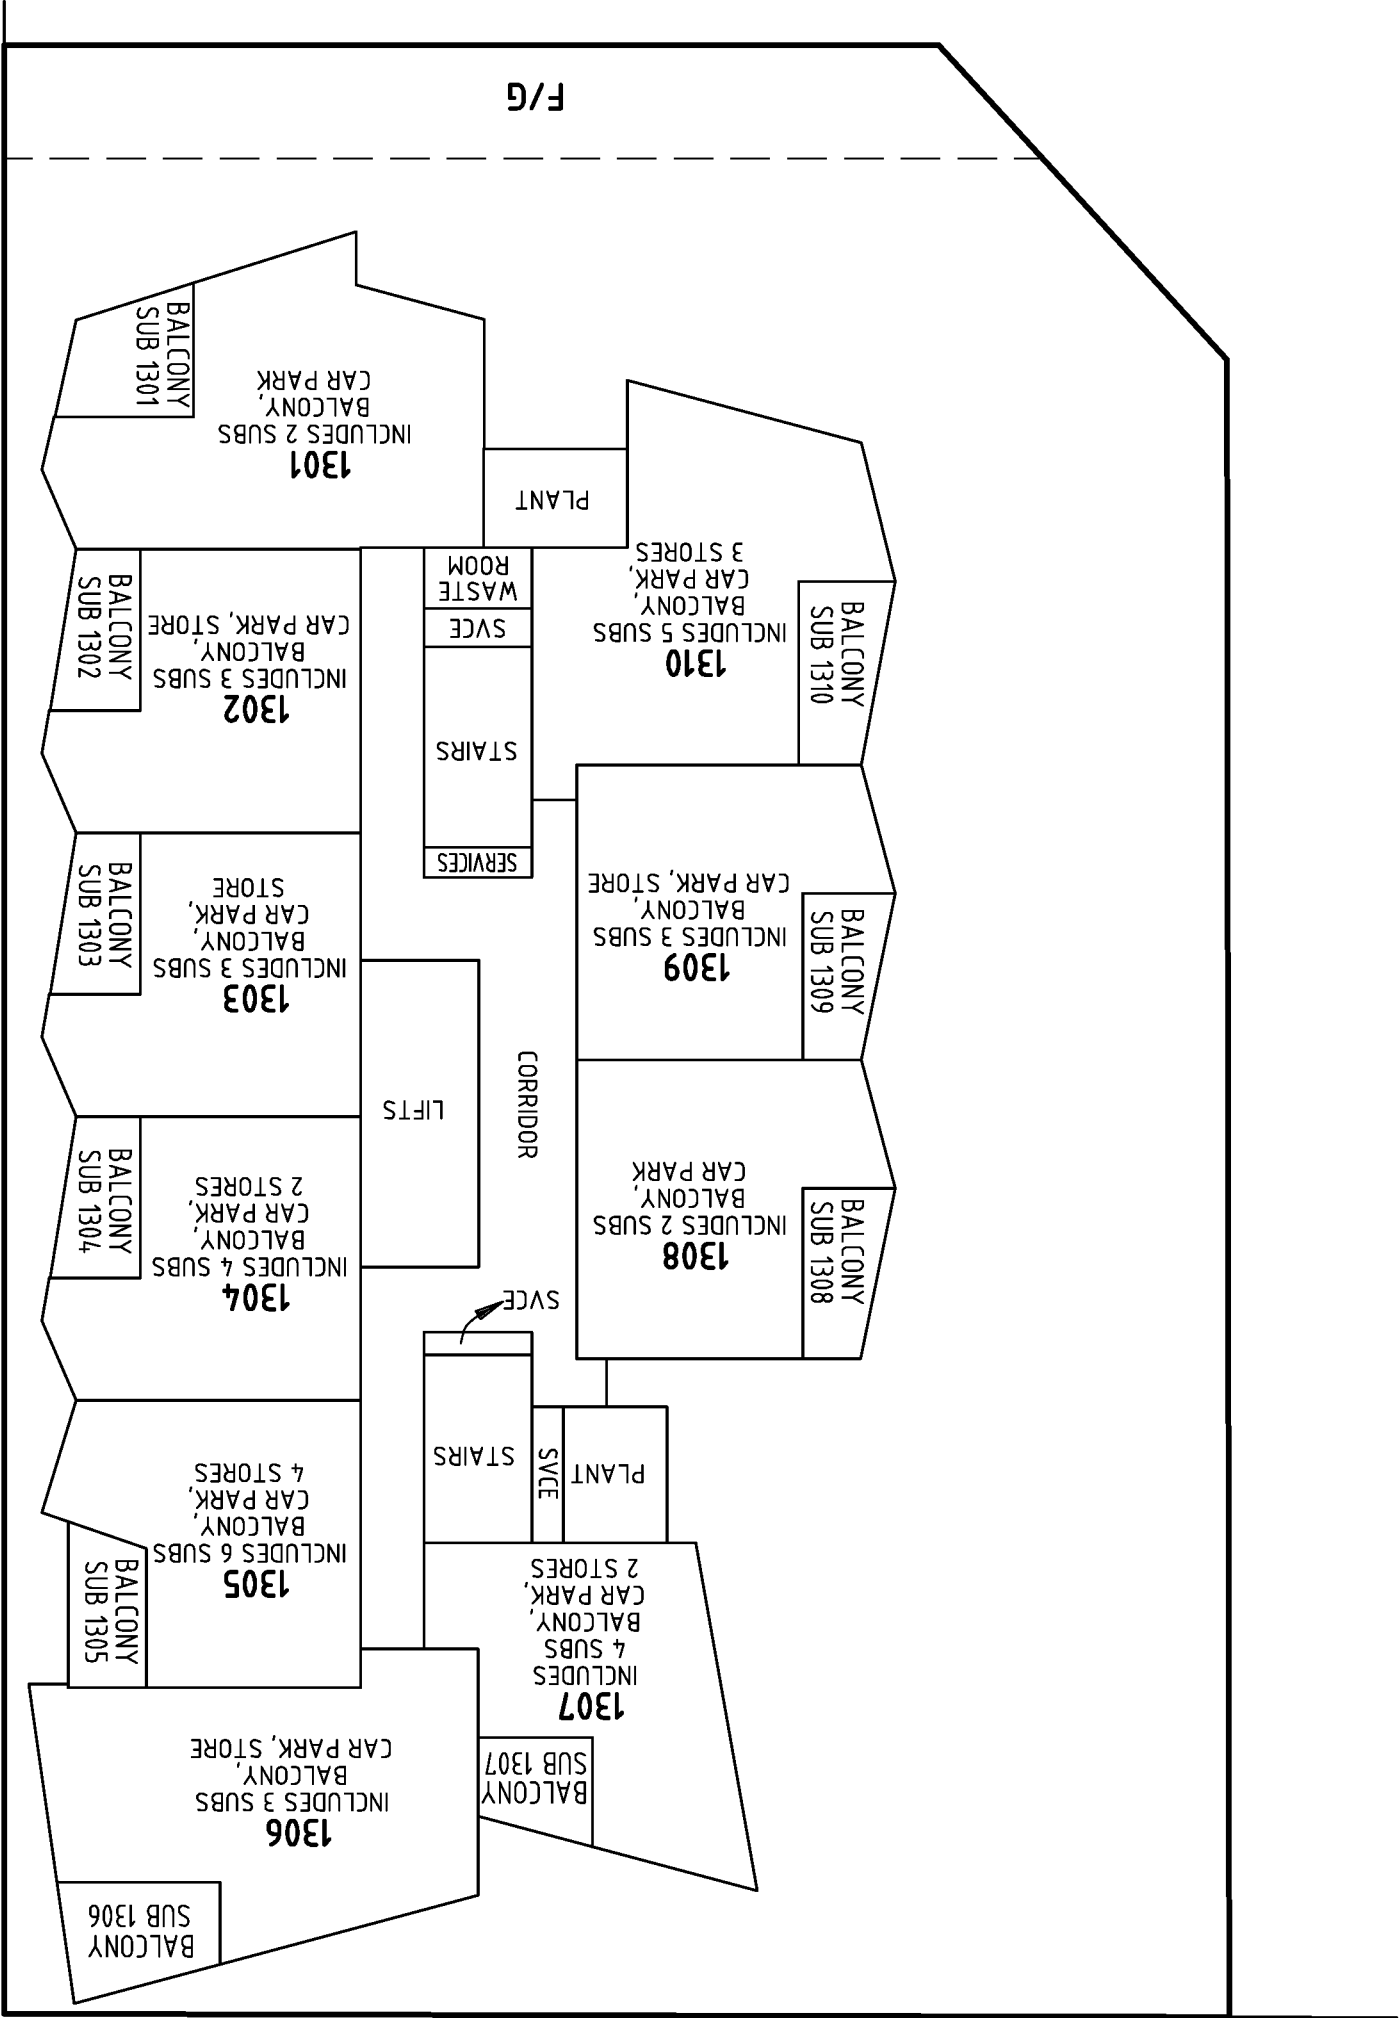 BALCONY
SUB 1306
1306
INCLUDES 3 SUBS
BALCONY,
CAR PARK, STORE
BALCONY
SUB 1307
1307
INCLUDES
4 SUBS
BALCONY,
CAR PARK,
2 STORES
BALCONY
SUB 1305
1305
INCLUDES 6 SUBS
BALCONY,
CAR PARK,
4 STORES
PLANT
SVCE
STAIRS
SVCE
BALCONY
SUB 1308
1308
INCLUDES 2 SUBS
BALCONY,
CAR PARK
CORRIDOR
LIFTS
1304
INCLUDES 4 SUBS
BALCONY,
CAR PARK,
2 STORES
BALCONY
SUB 1304
BALCONY
SUB 1309
1309
INCLUDES 3 SUBS
BALCONY,
CAR PARK, STORE
1303
INCLUDES 3 SUBS
BALCONY,
CAR PARK,
STORE
BALCONY
SUB 1303
SERVICES
STAIRS
SVCE
WASTE
ROOM
BALCONY
SUB 1310
1310
INCLUDES 5 SUBS
BALCONY,
CAR PARK,
3 STORES
1302
INCLUDES 3 SUBS
BALCONY,
CAR PARK, STORE
BALCONY
SUB 1302
PLANT
1301
INCLUDES 2 SUBS
BALCONY,
CAR PARK
BALCONY
SUB 1301
F/G